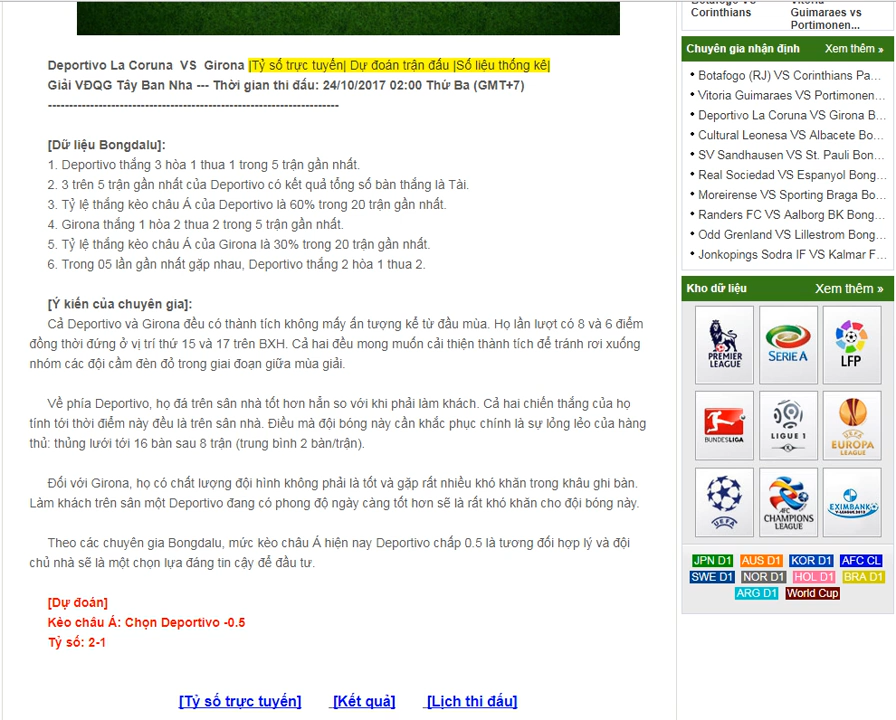 Deportivo La Coruna VS Girona |Tỷ số trực tuyến| Dự đoán trận đấu |Số liệu thống kê|
Giải VĐQG Tây Ban Nha --- Thời gian thi đấu: 24/10/2017 02:00 Thứ Ba (GMT+7)
---------------------------------------------------------------------
[Dữ liệu Bongdalu]:
1. Deportivo thắng 3 hòa 1 thua 1 trong 5 trận gần nhất.
2. 3 trên 5 trận gần nhất của Deportivo có kết quả tổng số bàn thắng là Tài.
3. Tỷ lệ thắng kèo châu Á của Deportivo là 60% trong 20 trận gần nhất.
4. Girona thắng 1 hòa 2 thua 2 trong 5 trận gần nhất.
5. Tỷ lệ thắng kèo châu Á của Girona là 30% trong 20 trận gần nhất.
6. Trong 05 lần gần nhất gặp nhau, Deportivo thắng 2 hòa 1 thua 2.
[Ý kiến của chuyên gia]:
Cả Deportivo và Girona đều có thành tích không mấy ấn tượng kể từ đầu mùa. Họ lần lượt có 8 và 6 điểm
đồng thời đứng ở vị trí thứ 15 và 17 trên BXH. Cả hai đều mong muốn cải thiện thành tích để tránh rơi xuống
nhóm các đội cầm đèn đỏ trong giai đoạn giữa mùa giải.
Về phía Deportivo, họ đá trên sân nhà tốt hơn hẳn so với khi phải làm khách. Cả hai chiến thắng của họ
tính tới thời điểm này đều là trên sân nhà. Điều mà đội bóng này cần khắc phục chính là sự lỏng lẻo của hàng
thủ: thủng lưới tới 16 bàn sau 8 trận (trung bình 2 bàn/trận).
Đối với Girona, họ có chất lượng đội hình không phải là tốt và gặp rất nhiều khó khăn trong khâu ghi bàn.
Làm khách trên sân một Deportivo đang có phong độ ngày càng tốt hơn sẽ là rất khó khăn cho đội bóng này.
Theo các chuyên gia Bongdalu, mức kèo châu Á hiện nay Deportivo chấp 0.5 là tương đối hợp lý và đội
chủ nhà sẽ là một chọn lựa đáng tin cậy để đầu tư.
[Dự đoán]
Kèo châu Á: Chọn Deportivo -0.5
Tỷ số: 2-1
[Tỷ số trực tuyến] [Kết quả] [Lịch thi đấu]
Corinthians
Guimaraes vs
Portimonen...
Chuyên gia nhận định Xem thêm »
Botafogo (RJ) VS Corinthians Pa...
Vitoria Guimaraes VS Portimonen...
Deportivo La Coruna VS Girona B...
Cultural Leonesa VS Albacete Bo...
SV Sandhausen VS St. Pauli Bon...
Real Sociedad VS Espanyol Bong...
Moreirense VS Sporting Braga Bo...
Randers FC VS Aalborg BK Bong...
Odd Grenland VS Lillestrom Bong...
Jonkopings Sodra IF VS Kalmar F...
Kho dữ liệu Xem thêm »
PREMIER
LEAGUE
SERIE A
LFP
BUNDESLIGA
LIGUE 1
UEFA
EUROPA
LEAGUE
UEFA
AFC
CHAMPIONS
LEAGUE
EXIMBANK
V-LEAGUE 2012
JPN D1 AUS D1 KOR D1 AFC CL
SWE D1 NOR D1 HOL D1 BRA D1
ARG D1 World Cup